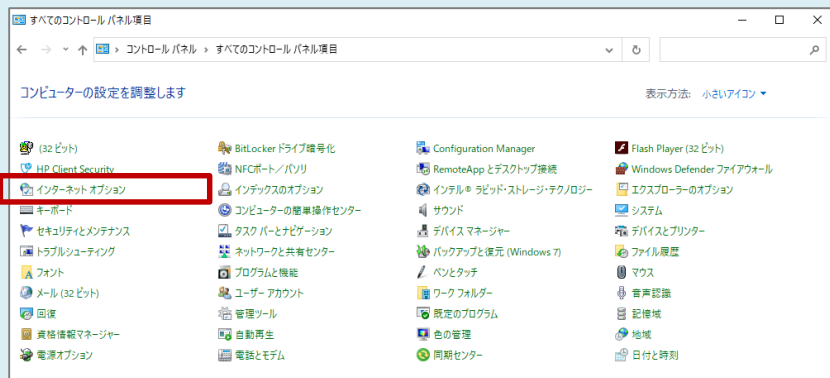 すべてのコントロール パネル項目
コントロール パネル › すべてのコントロール パネル項目
コンピューターの設定を調整します
表示方法: 小さいアイコン
(32 ビット)
BitLocker ドライブ暗号化
Configuration Manager
Flash Player (32 ビット)
HP Client Security
NFCポート／パソリ
RemoteApp とデスクトップ接続
Windows Defender ファイアウォール
インターネット オプション
インデックスのオプション
インテル® ラピッド・ストレージ・テクノロジー
エクスプローラーのオプション
キーボード
コンピューターの簡単操作センター
サウンド
システム
セキュリティとメンテナンス
タスク バーとナビゲーション
デバイス マネージャー
デバイスとプリンター
トラブルシューティング
ネットワークと共有センター
バックアップと復元 (Windows 7)
ファイル履歴
フォント
プログラムと機能
ペンとタッチ
マウス
メール (32 ビット)
ユーザー アカウント
ワーク フォルダー
音声認識
回復
管理ツール
既定のプログラム
記憶域
資格情報マネージャー
自動再生
色の管理
地域
電源オプション
電話とモデム
同期センター
日付と時刻